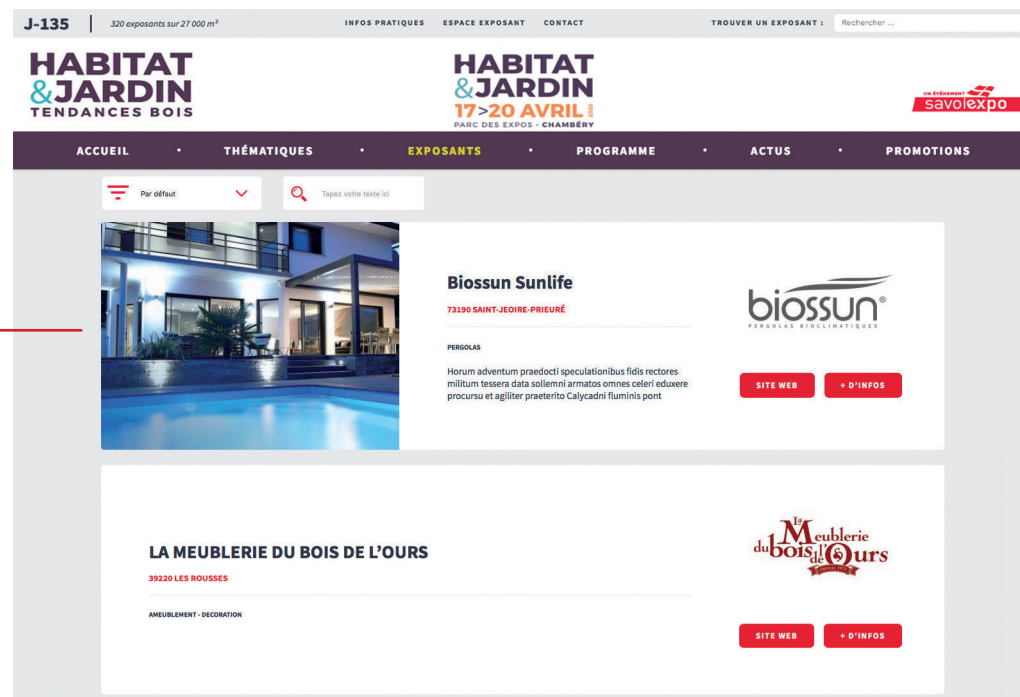 J-135
320 exposants sur 27 000 m²
INFOS PRATIQUES ESPACE EXPOSANT CONTACT
TROUVER UN EXPOSANT :
Rechercher ...
HABITAT
&JARDIN
TENDANCES BOIS
HABITAT
&JARDIN
17>20 AVRIL 2020
PARC DES EXPOS - CHAMBÉRY
UN ÉVÉNEMENT
savoiexpo
ACCUEIL • THÉMATIQUES • EXPOSANTS • PROGRAMME • ACTUS • PROMOTIONS
Par défaut
Tapez votre texte ici
Biossun Sunlife
73190 SAINT-JEOIRE-PRIEURÉ
PERGOLAS
Horum adventum praedocti speculationibus fidis rectores
militum tessera data sollemni armatos omnes celeri eduxere
procursu et agiliter praeterito Calycadni fluminis pont
biossun®
PERGOLAS BIOCLIMATIQUES
SITE WEB
+ D'INFOS
LA MEUBLERIE DU BOIS DE L'OURS
39220 LES ROUSSES
AMEUBLEMENT - DECORATION
La
Meublerie
du bois de l'Ours
SITE WEB
+ D'INFOS